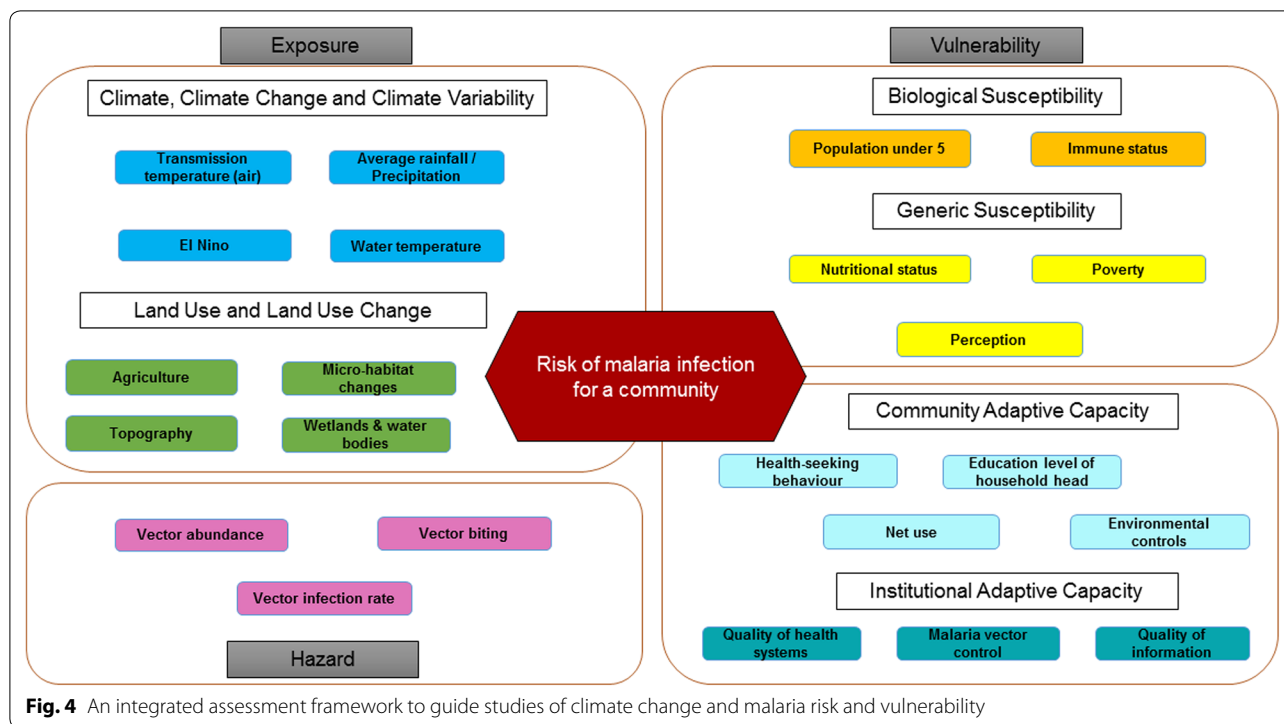 Exposure
Climate, Climate Change and Climate Variability
Transmission
temperature (air)
Average rainfall /
Precipitation
El Nino
Water temperature
Land Use and Land Use Change
Agriculture
Micro-habitat
changes
Topography
Wetlands & water
bodies
Vector abundance
Vector biting
Vector infection rate
Hazard
Risk of malaria infection
for a community
Vulnerability
Biological Susceptibility
Population under 5
Immune status
Generic Susceptibility
Nutritional status
Poverty
Perception
Community Adaptive Capacity
Health-seeking
behaviour
Education level of
household head
Net use
Environmental
controls
Institutional Adaptive Capacity
Quality of health
systems
Malaria vector
control
Quality of
information
Fig. 4 An integrated assessment framework to guide studies of climate change and malaria risk and vulnerability